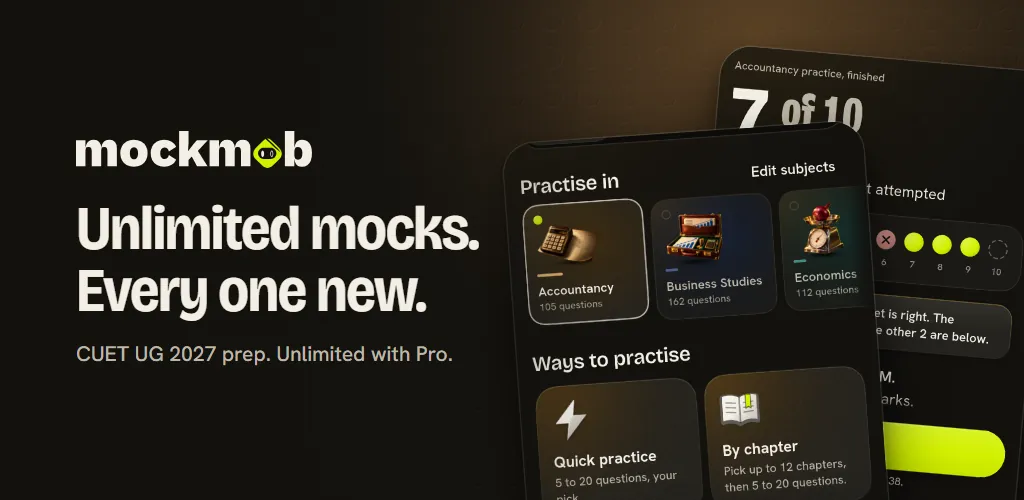 mockmob
Unlimited mocks.
Every one new.
CUET UG 2027 prep. Unlimited with Pro.
Practise in
Edit subjects
Accountancy
105 questions
Business Studies
162 questions
Economics
112 questions
Ways to practise
Quick practice
5 to 20 questions, your
pick.
By chapter
Pick up to 12 chapters,
then 5 to 20 questions.
Accountancy practice, finished
7 of 10
attempted
6 7 8 9 10
is right. The
other 2 are below.
M.
38.